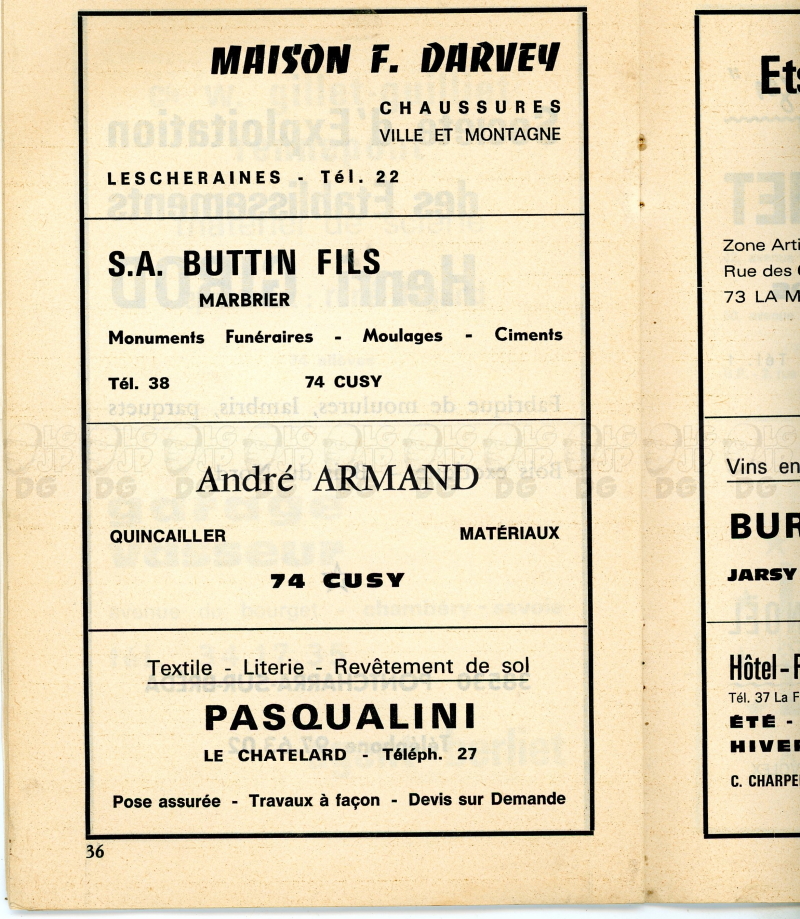 MAISON F. DARVEY
CHAUSSURES
VILLE ET MONTAGNE
LESCHERAINES - Tél. 22
S.A. BUTTIN FILS
MARBRIER
Monuments Funéraires - Moulages - Ciments
Tél. 38 74 CUSY
André ARMAND
QUINCAILLER MATÉRIAUX
74 CUSY
Textile - Literie - Revêtement de sol
PASQUALINI
LE CHATELARD - Téléph. 27
Pose assurée - Travaux à façon - Devis sur Demande
36
Ets
Zone Arti
Rue des
73 LA M
Vins en
BUR
JARSY
Hôtel-
Tél. 37 La F
ÉTÉ -
HIVER
C. CHARPE